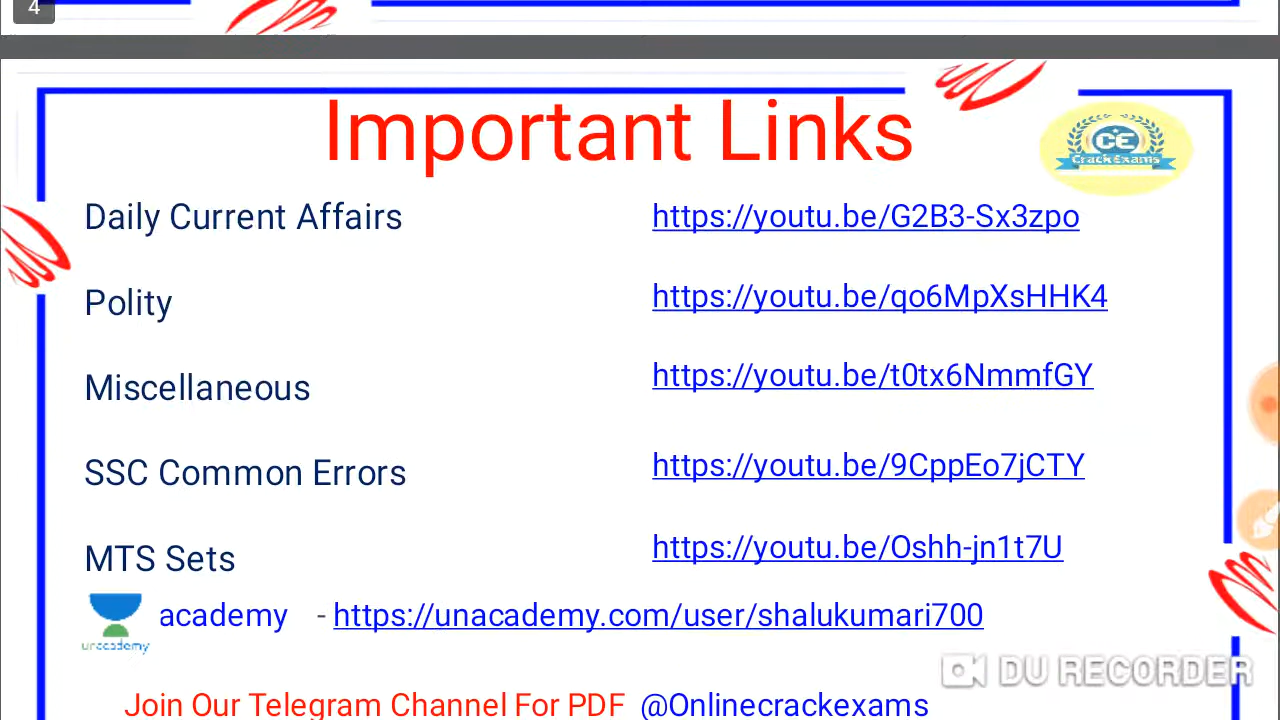 4
Important Links
CE
CrackExams
Daily Current Affairs https://youtu.be/G2B3-Sx3zpo
Polity https://youtu.be/qo6MpXsHHK4
Miscellaneous https://youtu.be/t0tx6NmmfGY
SSC Common Errors https://youtu.be/9CppEo7jCTY
MTS Sets https://youtu.be/Oshh-jn1t7U
academy - https://unacademy.com/user/shalukumari700
unacademy
DU RECORDER
Join Our Telegram Channel For PDF @Onlinecrackexams